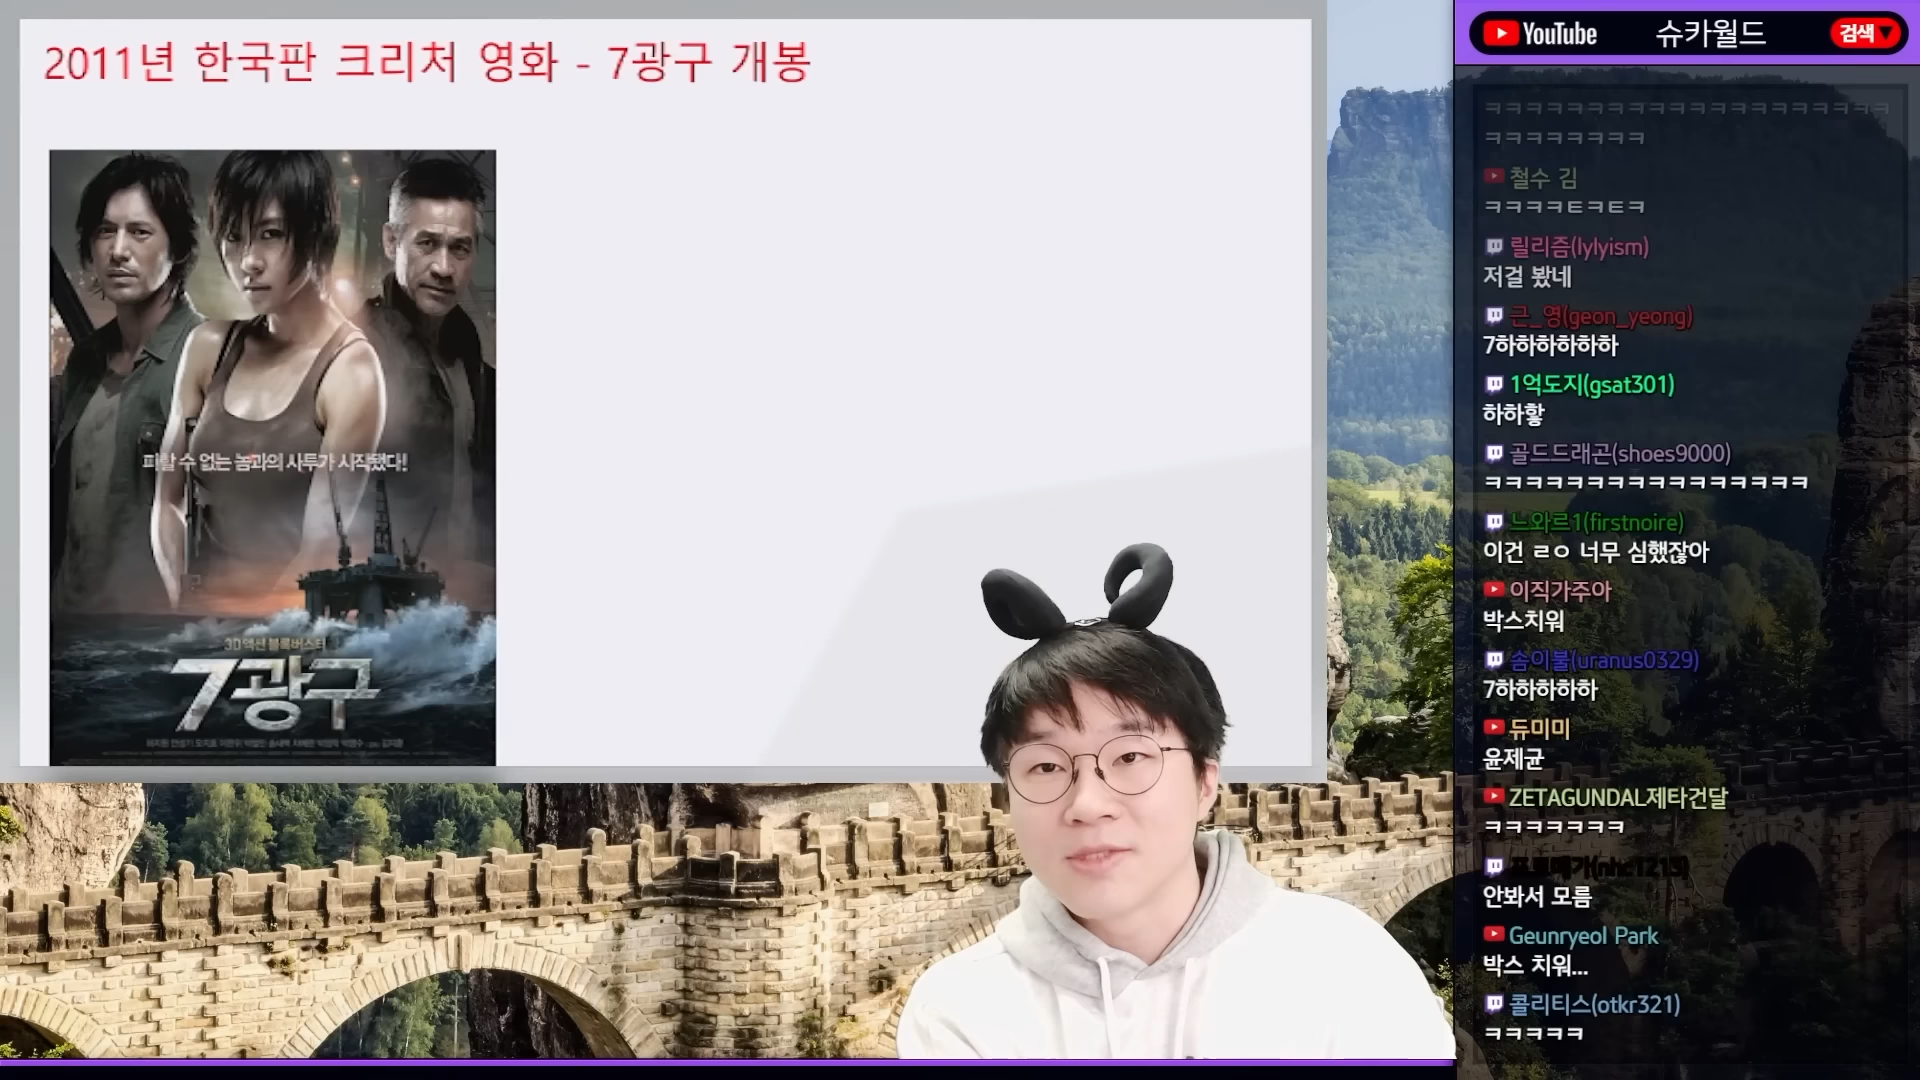 2011년 한국판 크리처 영화 - 7광구 개봉
피할 수 없는 놈과의 사투가 시작됐다!
3D액션 블록버스터
7광구
YouTube 슈카월드 검색
ㅋㅋㅋㅋㅋㅋㅋㅋㅋㅋㅋㅋㅋㅋㅋㅋㅋㅋㅋㅋ
ㅋㅋㅋㅋㅋㅋㅋㅋ
철수 김
ㅋㅋㅋㅋㅌㅋㅌㅋ
릴리즘(lylyism)
저걸 봤네
근_영(geon_yeong)
7하하하하하하
1억도지(gsat301)
하하핳
골드드래곤(shoes9000)
ㅋㅋㅋㅋㅋㅋㅋㅋㅋㅋㅋㅋㅋㅋㅋㅋ
느와르1(firstnoire)
이건 ㄹㅇ 너무 심했잖아
이직가주아
박스치워
솜이불(uranus0329)
7하하하하하
듀미미
윤제균
ZETAGUNDAL제타건달
ㅋㅋㅋㅋㅋㅋㅋ
안봐서 모름
Geunryeol Park
박스 치워...
콜리티스(otkr321)
ㅋㅋㅋㅋㅋ